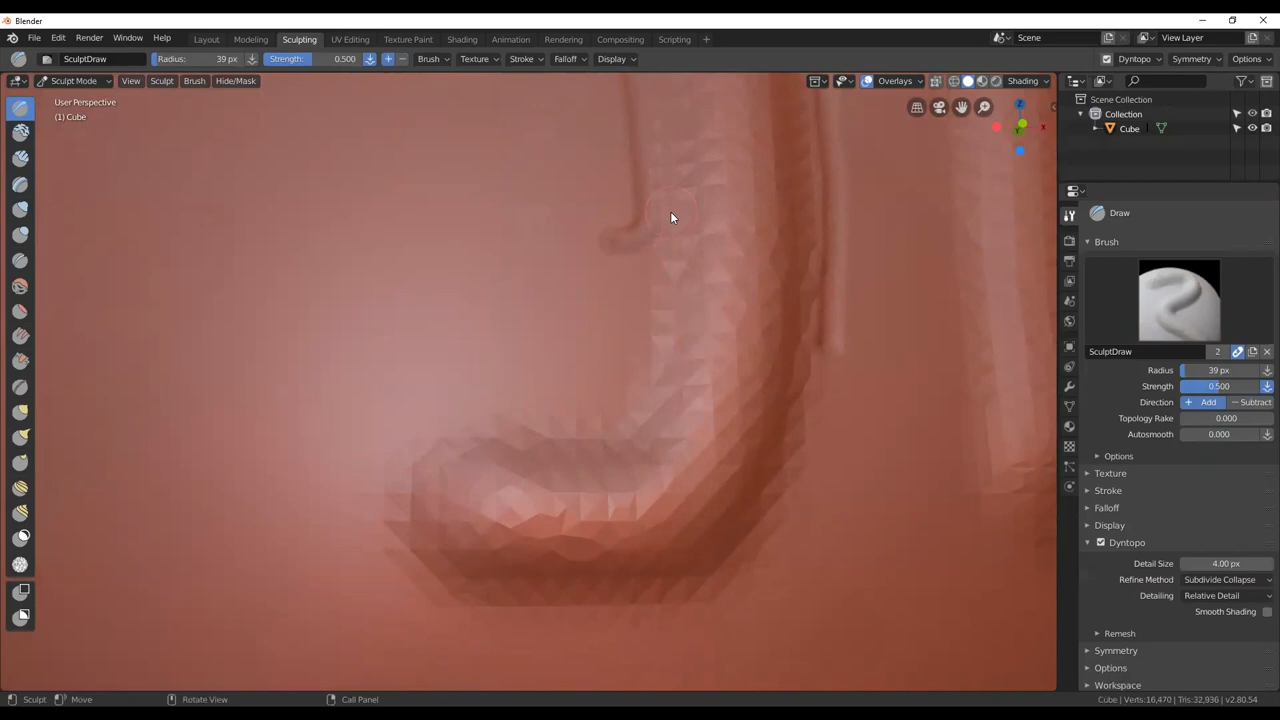 Blender
File Edit Render Window Help Layout Modeling Sculpting UV Editing Texture Paint Shading Animation Rendering Compositing Scripting + Scene View Layer
SculptDraw Radius: 39 px Strength: 0.500 + − Brush Texture Stroke Falloff Display Dyntopo Symmetry Options
Sculpt Mode View Sculpt Brush Hide/Mask Overlays Shading
User Perspective
(1) Cube
Scene Collection
Collection
Cube
Draw
Brush
SculptDraw 2
Radius 39 px
Strength 0.500
Direction + Add − Subtract
Topology Rake 0.000
Autosmooth 0.000
Options
Texture
Stroke
Falloff
Display
Dyntopo
Detail Size 4.00 px
Refine Method Subdivide Collapse
Detailing Relative Detail
Smooth Shading
Remesh
Symmetry
Options
Workspace
Sculpt Move Rotate View Call Panel Cube | Verts:16,470 | Tris:32,936 | v2.80.54